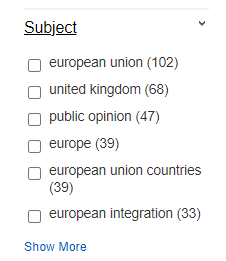 Subject
european union (102)
united kingdom (68)
public opinion (47)
europe (39)
european union countries
(39)
european integration (33)
Show More